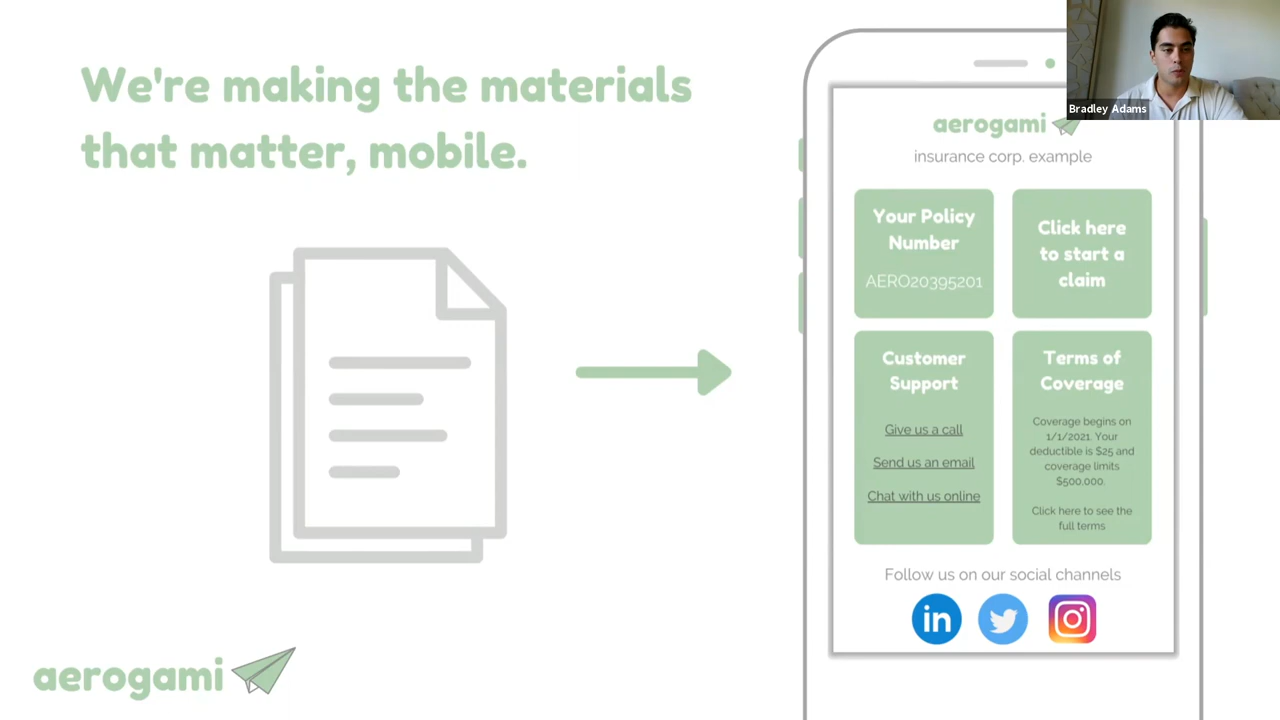 We're making the materials
that matter, mobile.
aerogami
Bradley Adams
aerogami
insurance corp. example
Your Policy
Number
AERO20395201
Click here
to start a
claim
Customer
Support
Give us a call
Send us an email
Chat with us online
Terms of
Coverage
Coverage begins on
1/1/2021. Your
deductible is $25 and
coverage limits
$500,000.
Click here to see the
full terms
Follow us on our social channels
in